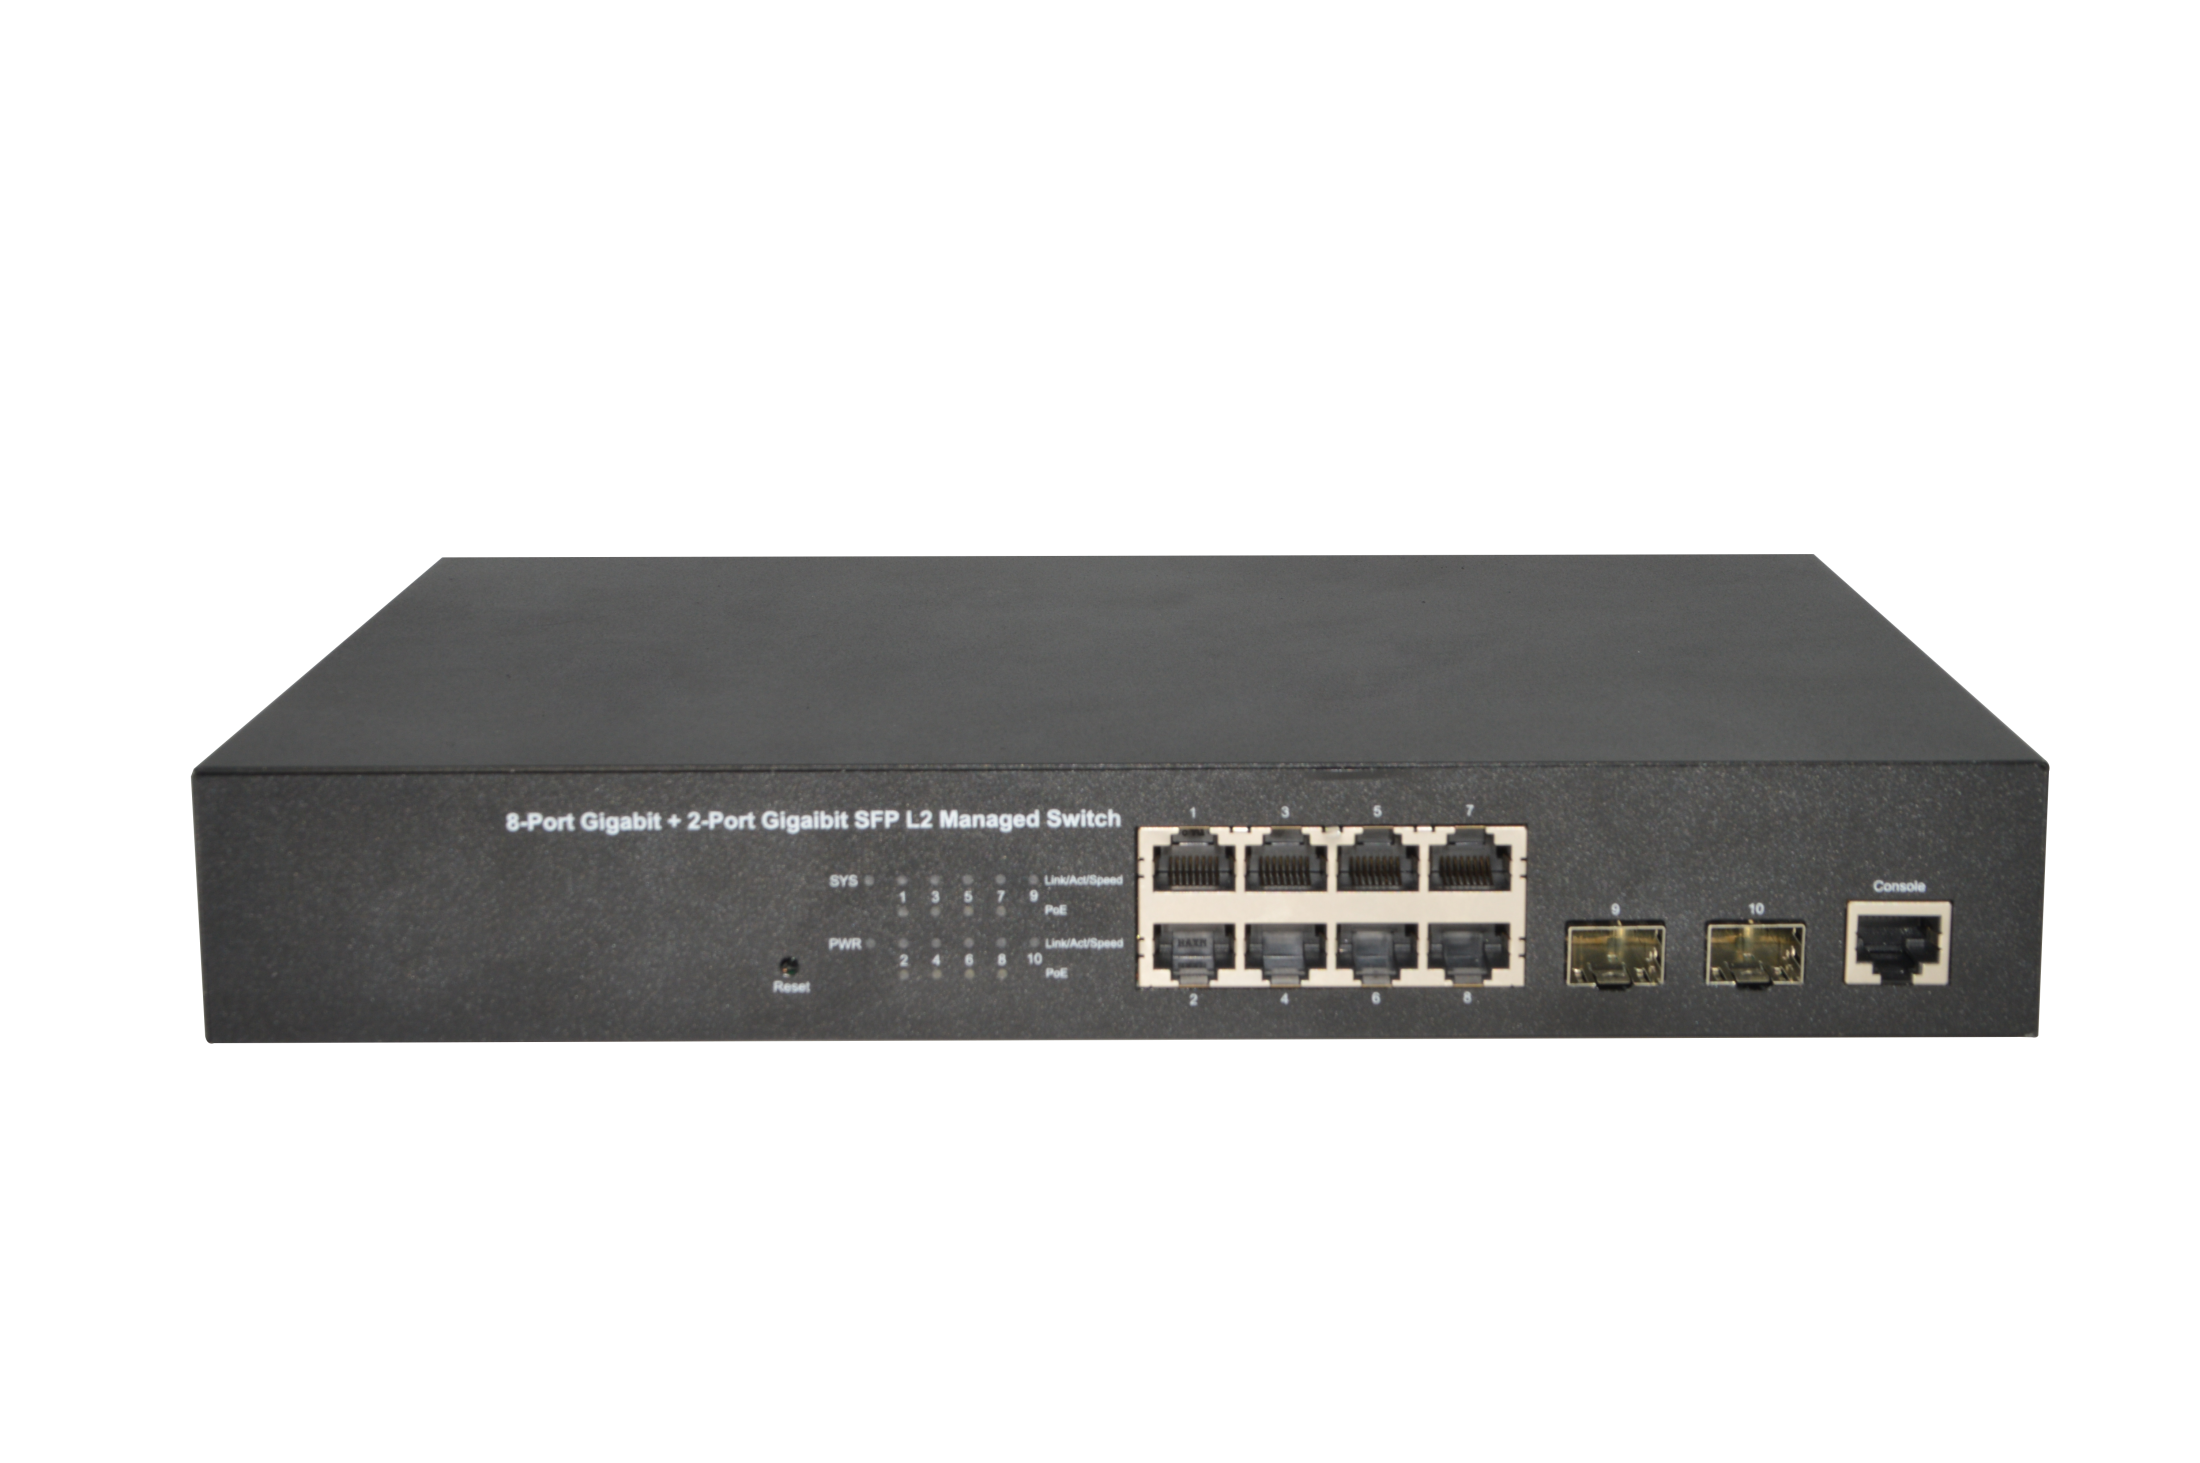 8-Port Gigabit + 2-Port Gigaibit SFP L2 Managed Switch
1 3 5 7
SYS Link/Act/Speed
1 3 5 7 9
PoE
PWR Link/Act/Speed
2 4 6 8 10
PoE
Reset
2 4 6 8
9 10
Console